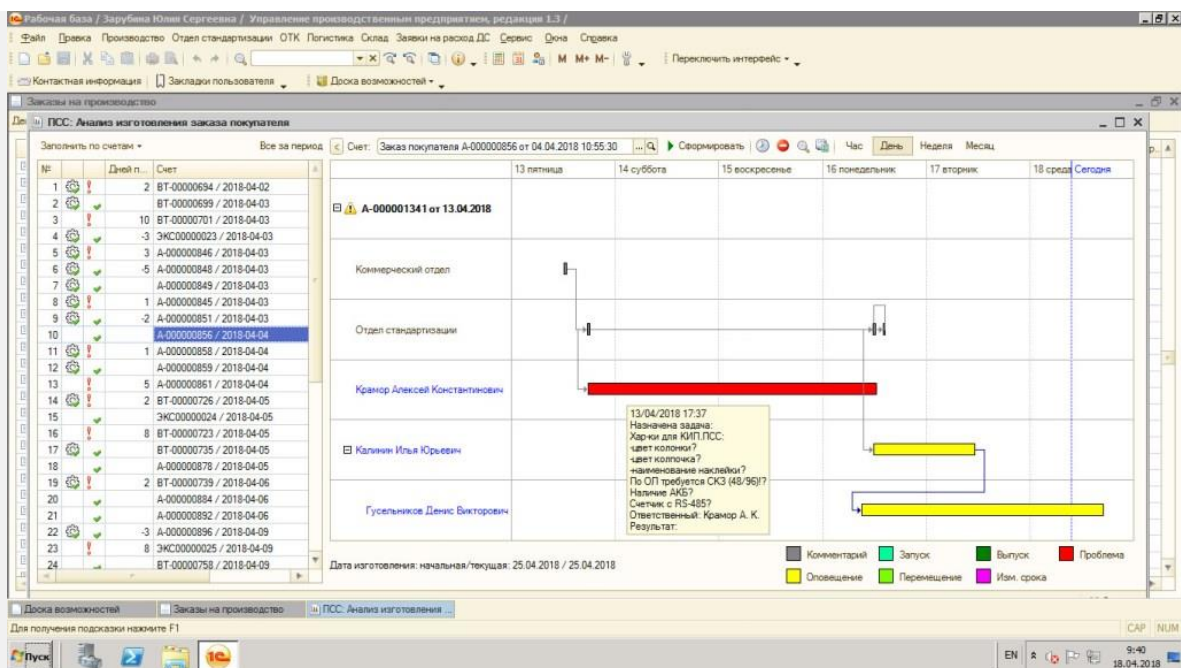 Рабочая база / Зарубина Юлия Сергеевна / Управление производственным предприятием, редакция 1.3 /
Файл Правка Производство Отдел стандартизации ОТК Логистика Склад Заявки на расход ДС Сервис Окна Справка
M M+ M- Переключить интерфейс
Контактная информация Закладки пользователя Доска возможностей
Заказы на производство
ПСС: Анализ изготовления заказа покупателя
Заполнить по счетам Все за период Счет: Заказ покупателя А-000000856 от 04.04.2018 10:55:30 ... Сформировать Час День Неделя Месяц
№ Дней п... Счет 13 пятница 14 суббота 15 воскресенье 16 понедельник 17 вторник 18 среда Сегодня
1 2 ВТ-00000694 / 2018-04-02
2 ВТ-00000699 / 2018-04-03
3 10 ВТ-00000701 / 2018-04-03
4 -3 ЭКС00000023 / 2018-04-03
5 3 А-000000846 / 2018-04-03
6 -5 А-000000848 / 2018-04-03
7 А-000000849 / 2018-04-03
8 1 А-000000845 / 2018-04-03
9 -2 А-000000851 / 2018-04-03
10 А-000000856 / 2018-04-04
11 1 А-000000858 / 2018-04-04
12 А-000000859 / 2018-04-04
13 5 А-000000861 / 2018-04-04
14 2 ВТ-00000726 / 2018-04-05
15 ЭКС00000024 / 2018-04-05
16 8 ВТ-00000723 / 2018-04-05
17 ВТ-00000735 / 2018-04-05
18 А-000000878 / 2018-04-05
19 2 ВТ-00000739 / 2018-04-06
20 А-000000884 / 2018-04-06
21 А-000000892 / 2018-04-06
22 -3 А-000000896 / 2018-04-09
23 8 ЭКС00000025 / 2018-04-09
24 ВТ-00000758 / 2018-04-09
А-000001341 от 13.04.2018
Коммерческий отдел
Отдел стандартизации
Крамор Алексей Константинович
Калинин Илья Юрьевич
Гусельников Денис Викторович
13/04/2018 17:37
Назначена задача:
Хар-ки для КИП.ПСС:
-цвет колонки?
-цвет колпочка?
-наименование наклейки?
По ОП требуется СКЗ (48/96)!?
Наличие АКБ?
Счетчик с RS-485?
Ответственный: Крамор А. К.
Результат:
Комментарий Запуск Выпуск Проблема
Оповещение Перемещение Изм. срока
Дата изготовления: начальная/текущая: 25.04.2018 / 25.04.2018
Доска возможностей Заказы на производство ПСС: Анализ изготовления ...
Для получения подсказки нажмите F1 CAP NUM
Пуск EN 9:40
18.04.2018